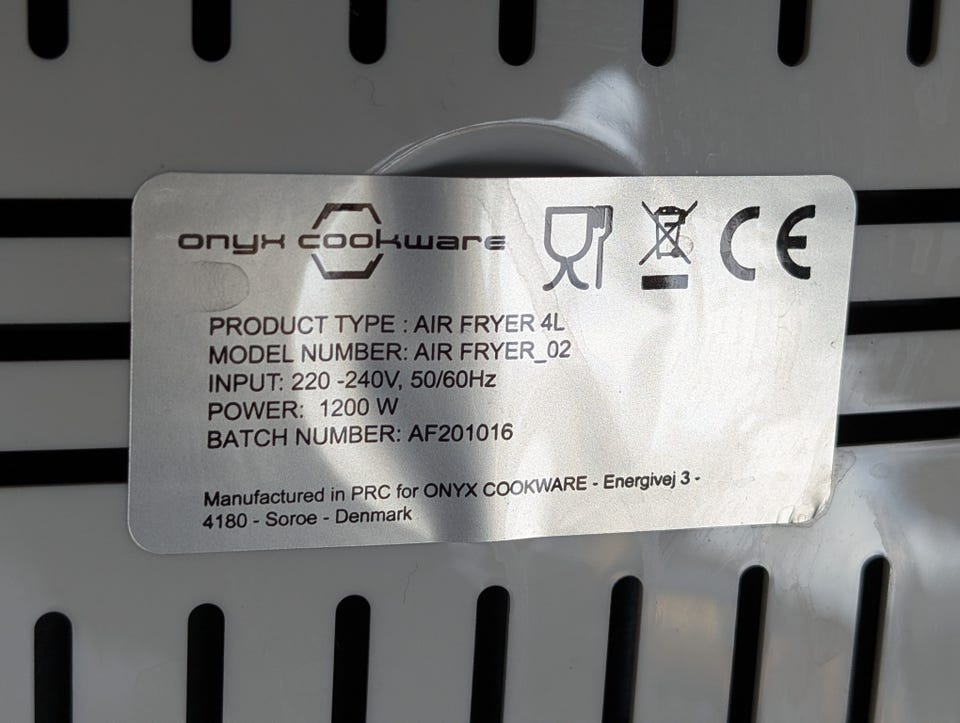 onyx cookware
CE
PRODUCT TYPE : AIR FRYER 4L
MODEL NUMBER: AIR FRYER_02
INPUT: 220 -240V, 50/60Hz
POWER: 1200 W
BATCH NUMBER: AF201016
Manufactured in PRC for ONYX COOKWARE - Energivej 3 -
4180 - Soroe - Denmark